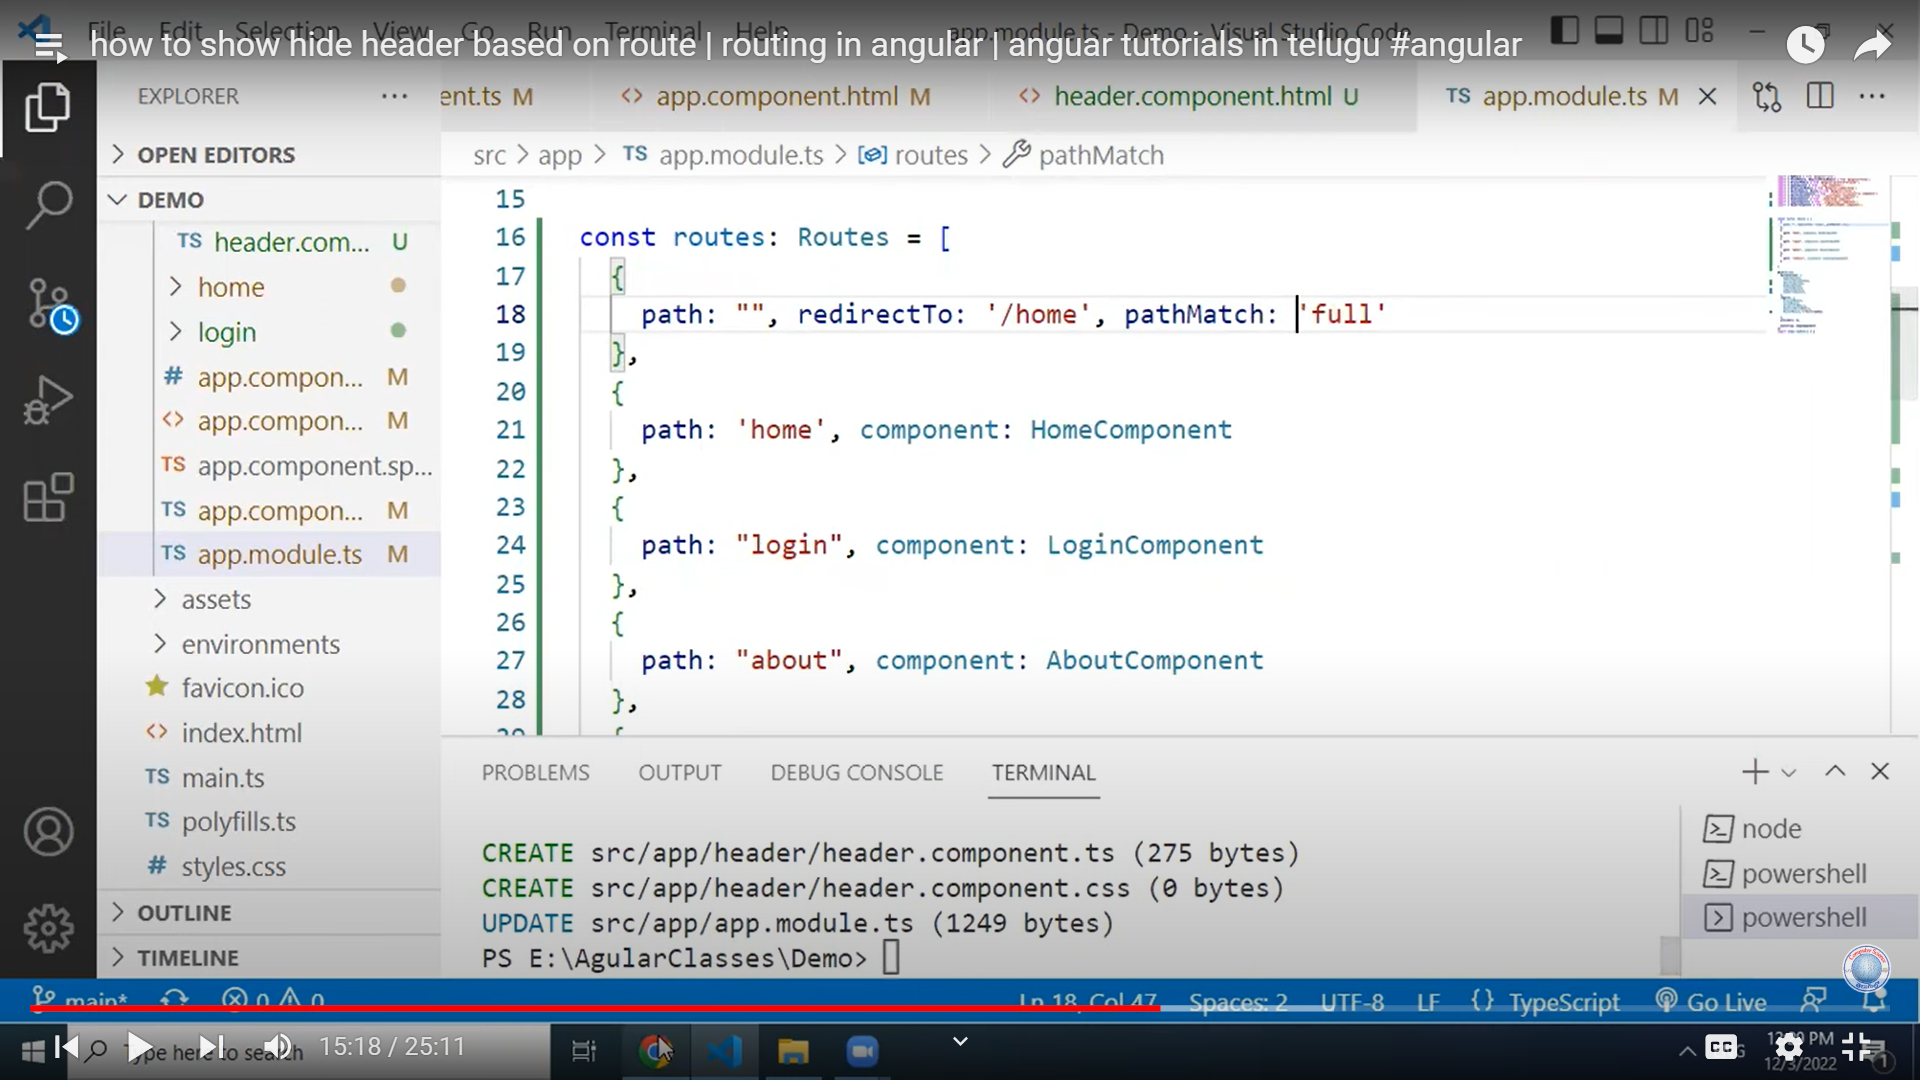 File Edit Selection View Go Run Terminal Help app.module.ts - Demo - Visual Studio Code
how to show hide header based on route | routing in angular | anguar tutorials in telugu #angular
EXPLORER
ent.ts M
<> app.component.html M
<> header.component.html U
TS app.module.ts M
src > app > TS app.module.ts > routes > pathMatch
OPEN EDITORS
DEMO
TS header.com... U
home
login
# app.compon... M
<> app.compon... M
TS app.component.sp...
TS app.compon... M
TS app.module.ts M
assets
environments
favicon.ico
<> index.html
TS main.ts
TS polyfills.ts
# styles.css
OUTLINE
TIMELINE
15
16 const routes: Routes = [
17 {
18 path: "", redirectTo: '/home', pathMatch: 'full'
19 },
20 {
21 path: 'home', component: HomeComponent
22 },
23 {
24 path: "login", component: LoginComponent
25 },
26 {
27 path: "about", component: AboutComponent
28 },
29 {
PROBLEMS OUTPUT DEBUG CONSOLE TERMINAL
CREATE src/app/header/header.component.ts (275 bytes)
CREATE src/app/header/header.component.css (0 bytes)
UPDATE src/app/app.module.ts (1249 bytes)
PS E:\AgularClasses\Demo>
node
powershell
powershell
main* 0 0 Ln 18, Col 47 Spaces: 2 UTF-8 LF {} TypeScript Go Live
Type here to search
15:18 / 25:11
CC
PM
12/3/2022
1